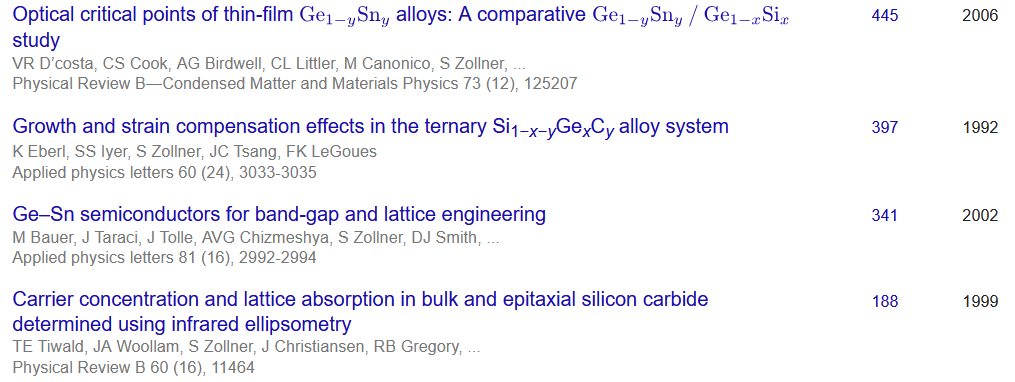 Optical critical points of thin-film Ge₁₋ySny alloys: A comparative Ge₁₋ySny / Ge₁₋ₓSiₓ 445 2006
study
VR D’costa, CS Cook, AG Birdwell, CL Littler, M Canonico, S Zollner, ...
Physical Review B—Condensed Matter and Materials Physics 73 (12), 125207
Growth and strain compensation effects in the ternary Si₁₋ₓ₋yGeₓCy alloy system 397 1992
K Eberl, SS Iyer, S Zollner, JC Tsang, FK LeGoues
Applied physics letters 60 (24), 3033-3035
Ge–Sn semiconductors for band-gap and lattice engineering 341 2002
M Bauer, J Taraci, J Tolle, AVG Chizmeshya, S Zollner, DJ Smith, ...
Applied physics letters 81 (16), 2992-2994
Carrier concentration and lattice absorption in bulk and epitaxial silicon carbide 188 1999
determined using infrared ellipsometry
TE Tiwald, JA Woollam, S Zollner, J Christiansen, RB Gregory, ...
Physical Review B 60 (16), 11464